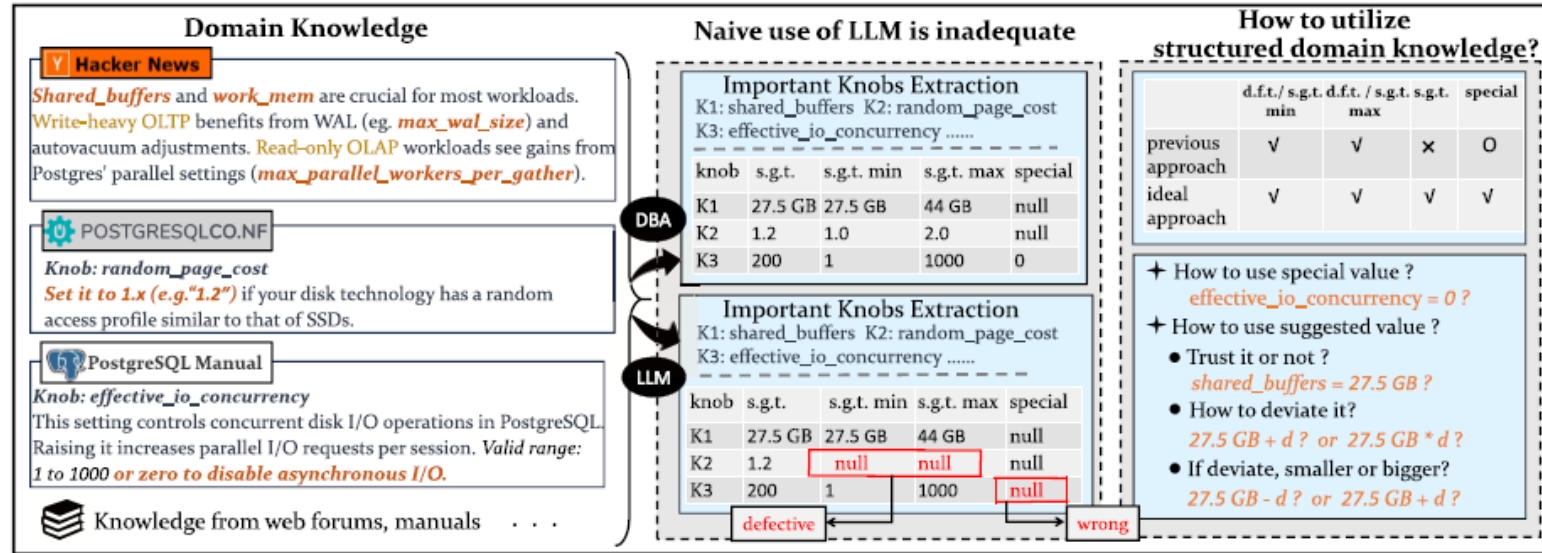 Domain Knowledge
Hacker News
Shared_buffers and work_mem are crucial for most workloads.
Write-heavy OLTP benefits from WAL (eg. max_wal_size) and
autovacuum adjustments. Read-only OLAP workloads see gains from
Postgres' parallel settings (max_parallel_workers_per_gather).
POSTGRESQLCO.NF
Knob: random_page_cost
Set it to 1.x (e.g."1.2") if your disk technology has a random
access profile similar to that of SSDs.
PostgreSQL Manual
Knob: effective_io_concurrency
This setting controls concurrent disk I/O operations in PostgreSQL.
Raising it increases parallel I/O requests per session. Valid range:
1 to 1000 or zero to disable asynchronous I/O.
Knowledge from web forums, manuals . . .
DBA
LLM
Naive use of LLM is inadequate
Important Knobs Extraction
K1: shared_buffers K2: random_page_cost
K3: effective_io_concurrency ......
knob s.g.t. s.g.t. min s.g.t. max special
K1 27.5 GB 27.5 GB 44 GB null
K2 1.2 1.0 2.0 null
K3 200 1 1000 0
Important Knobs Extraction
K1: shared_buffers K2: random_page_cost
K3: effective_io_concurrency ......
knob s.g.t. s.g.t. min s.g.t. max special
K1 27.5 GB 27.5 GB 44 GB null
K2 1.2 null null null
K3 200 1 1000 null
defective wrong
How to utilize
structured domain knowledge?
d.f.t./ s.g.t. d.f.t. / s.g.t. s.g.t. special
min max
previous √ √ × O
approach
ideal √ √ √ √
approach
How to use special value ?
effective_io_concurrency = 0 ?
How to use suggested value ?
● Trust it or not ?
shared_buffers = 27.5 GB ?
● How to deviate it?
27.5 GB + d ? or 27.5 GB * d ?
● If deviate, smaller or bigger?
27.5 GB - d ? or 27.5 GB + d ?